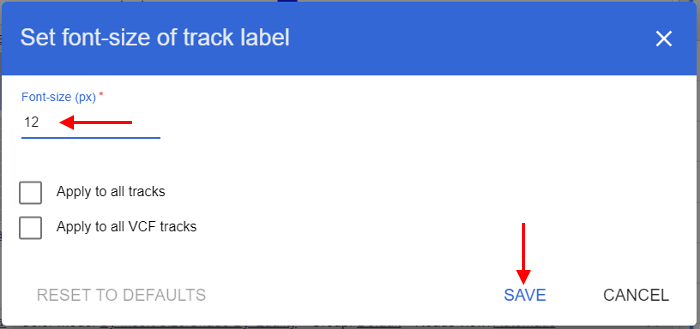 Set font-size of track label
Font-size (px) *
12
Apply to all tracks
Apply to all VCF tracks
RESET TO DEFAULTS SAVE CANCEL